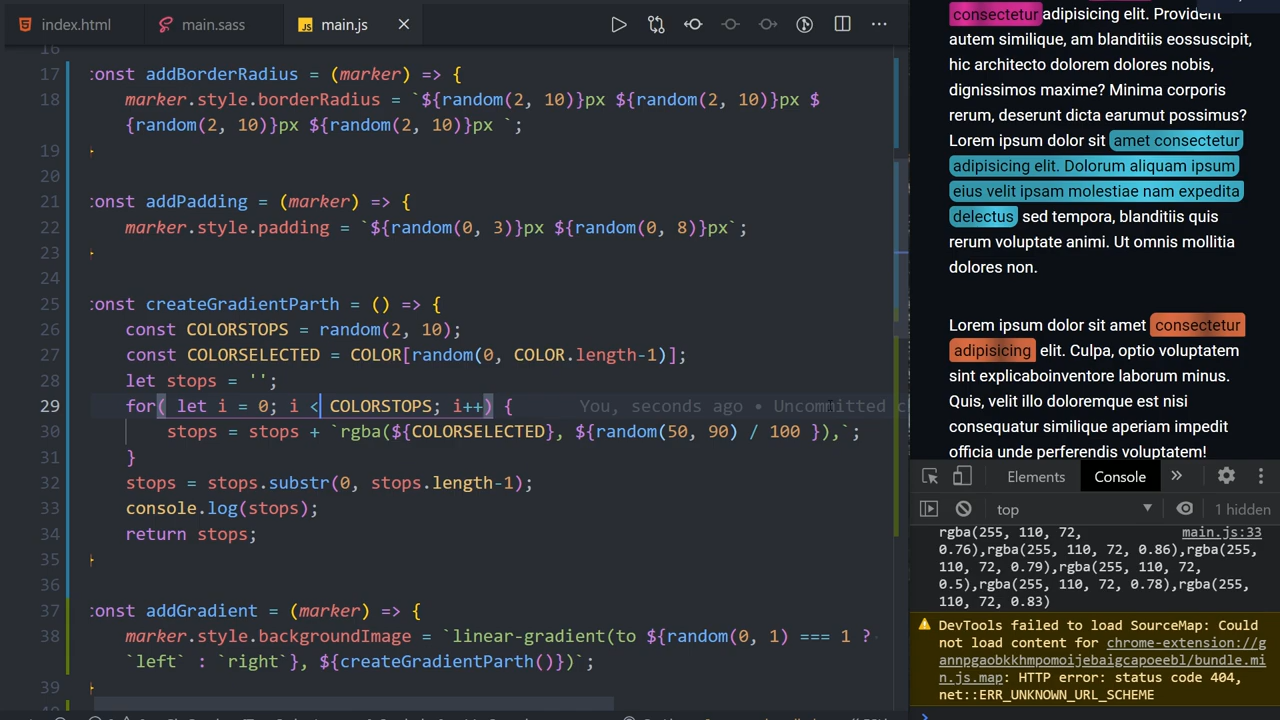 index.html
main.sass
main.js
16
17 const addBorderRadius = (marker) => {
18 marker.style.borderRadius = `${random(2, 10)}px ${random(2, 10)}px $
{random(2, 10)}px ${random(2, 10)}px `;
19 }
20
21 const addPadding = (marker) => {
22 marker.style.padding = `${random(0, 3)}px ${random(0, 8)}px`;
23 }
24
25 const createGradientParth = () => {
26 const COLORSTOPS = random(2, 10);
27 const COLORSELECTED = COLOR[random(0, COLOR.length-1)];
28 let stops = '';
29 for( let i = 0; i < COLORSTOPS; i++) { You, seconds ago • Uncommitted c
30 stops = stops + `rgba(${COLORSELECTED}, ${random(50, 90) / 100 }),`;
31 }
32 stops = stops.substr(0, stops.length-1);
33 console.log(stops);
34 return stops;
35 }
36
37 const addGradient = (marker) => {
38 marker.style.backgroundImage = `linear-gradient(to ${random(0, 1) === 1 ?
`left` : `right`}, ${createGradientParth()})`;
39 }
consectetur adipisicing elit. Provident
autem similique, am blanditiis eossuscipit,
hic architecto dolorem dolores nobis,
dignissimos maxime? Minima corporis
rerum, deserunt dicta earumut possimus?
Lorem ipsum dolor sit amet consectetur
adipisicing elit. Dolorum aliquam ipsum
eius velit ipsam molestiae nam expedita
delectus sed tempora, blanditiis quis
rerum voluptate animi. Ut omnis mollitia
dolores non.
Lorem ipsum dolor sit amet consectetur
adipisicing elit. Culpa, optio voluptatem
sint explicaboinventore laborum minus.
Quis, velit illo doloremque est nisi
consequatur similique aperiam impedit
officia unde perferendis voluptatum!
Elements Console »
top 1 hidden
rgba(255, 110, 72, main.js:33
0.76),rgba(255, 110, 72, 0.86),rgba(255,
110, 72, 0.79),rgba(255, 110, 72,
0.5),rgba(255, 110, 72, 0.78),rgba(255,
110, 72, 0.83)
DevTools failed to load SourceMap: Could
not load content for chrome-extension://g
annpgaobkkhmpomoijebaigcapoeebl/bundle.mi
n.js.map: HTTP error: status code 404,
net::ERR_UNKNOWN_URL_SCHEME